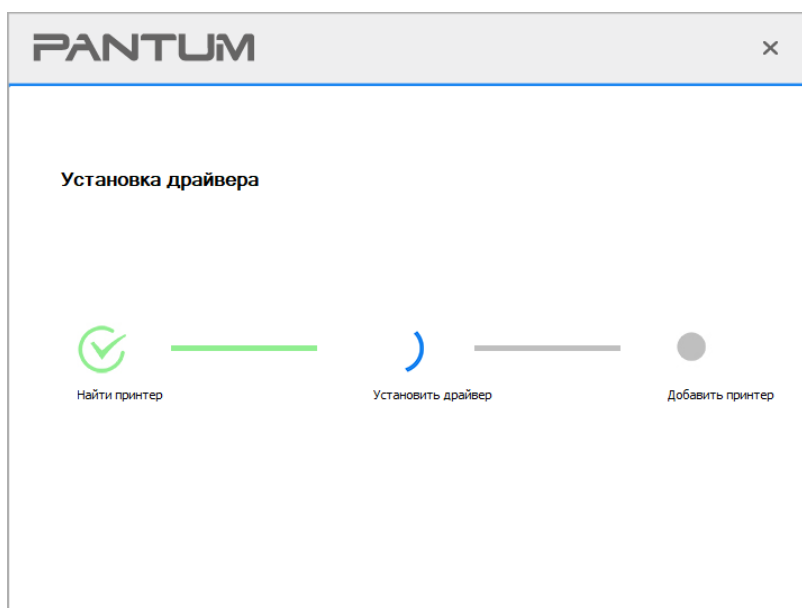 PANTUM
Установка драйвера
Найти принтер
Установить драйвер
Добавить принтер